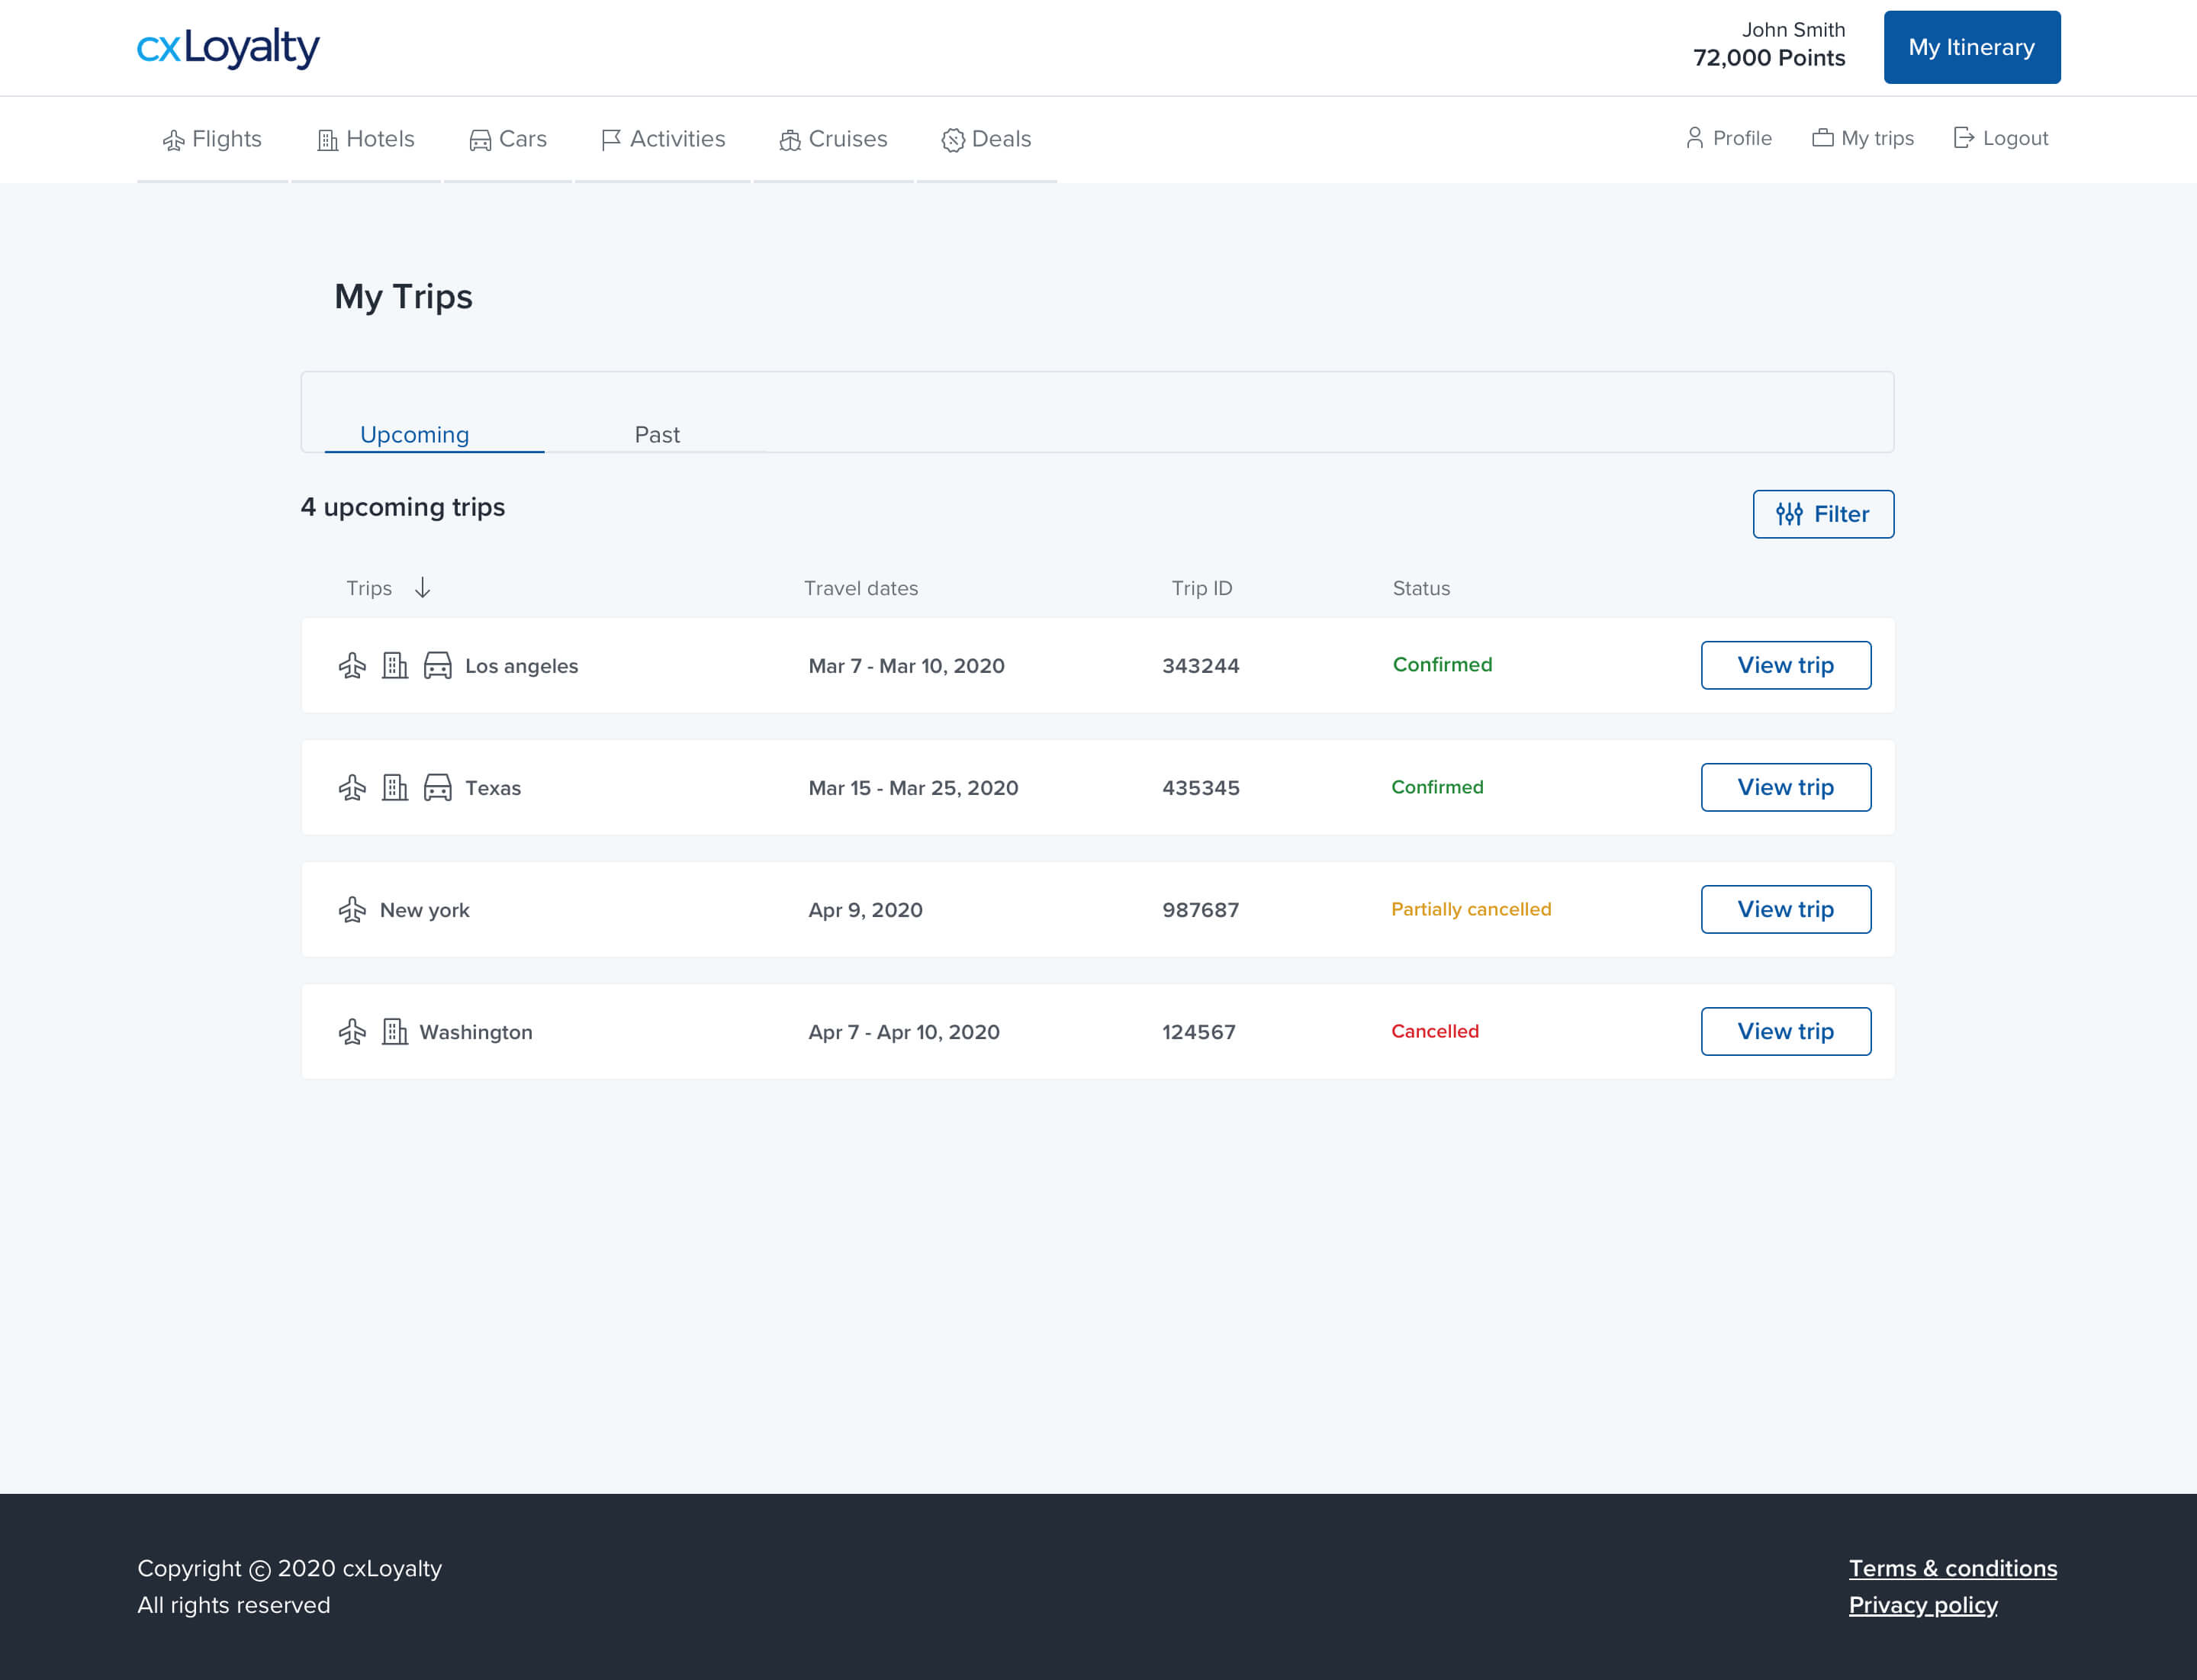 cxLoyalty
John Smith
72,000 Points
My Itinerary
Flights
Hotels
Cars
Activities
Cruises
Deals
Profile
My trips
Logout
My Trips
Upcoming
Past
4 upcoming trips
Filter
Trips
Travel dates
Trip ID
Status
Los angeles
Mar 7 - Mar 10, 2020
343244
Confirmed
View trip
Texas
Mar 15 - Mar 25, 2020
435345
Confirmed
View trip
New york
Apr 9, 2020
987687
Partially cancelled
View trip
Washington
Apr 7 - Apr 10, 2020
124567
Cancelled
View trip
Copyright © 2020 cxLoyalty
All rights reserved
Terms & conditions
Privacy policy